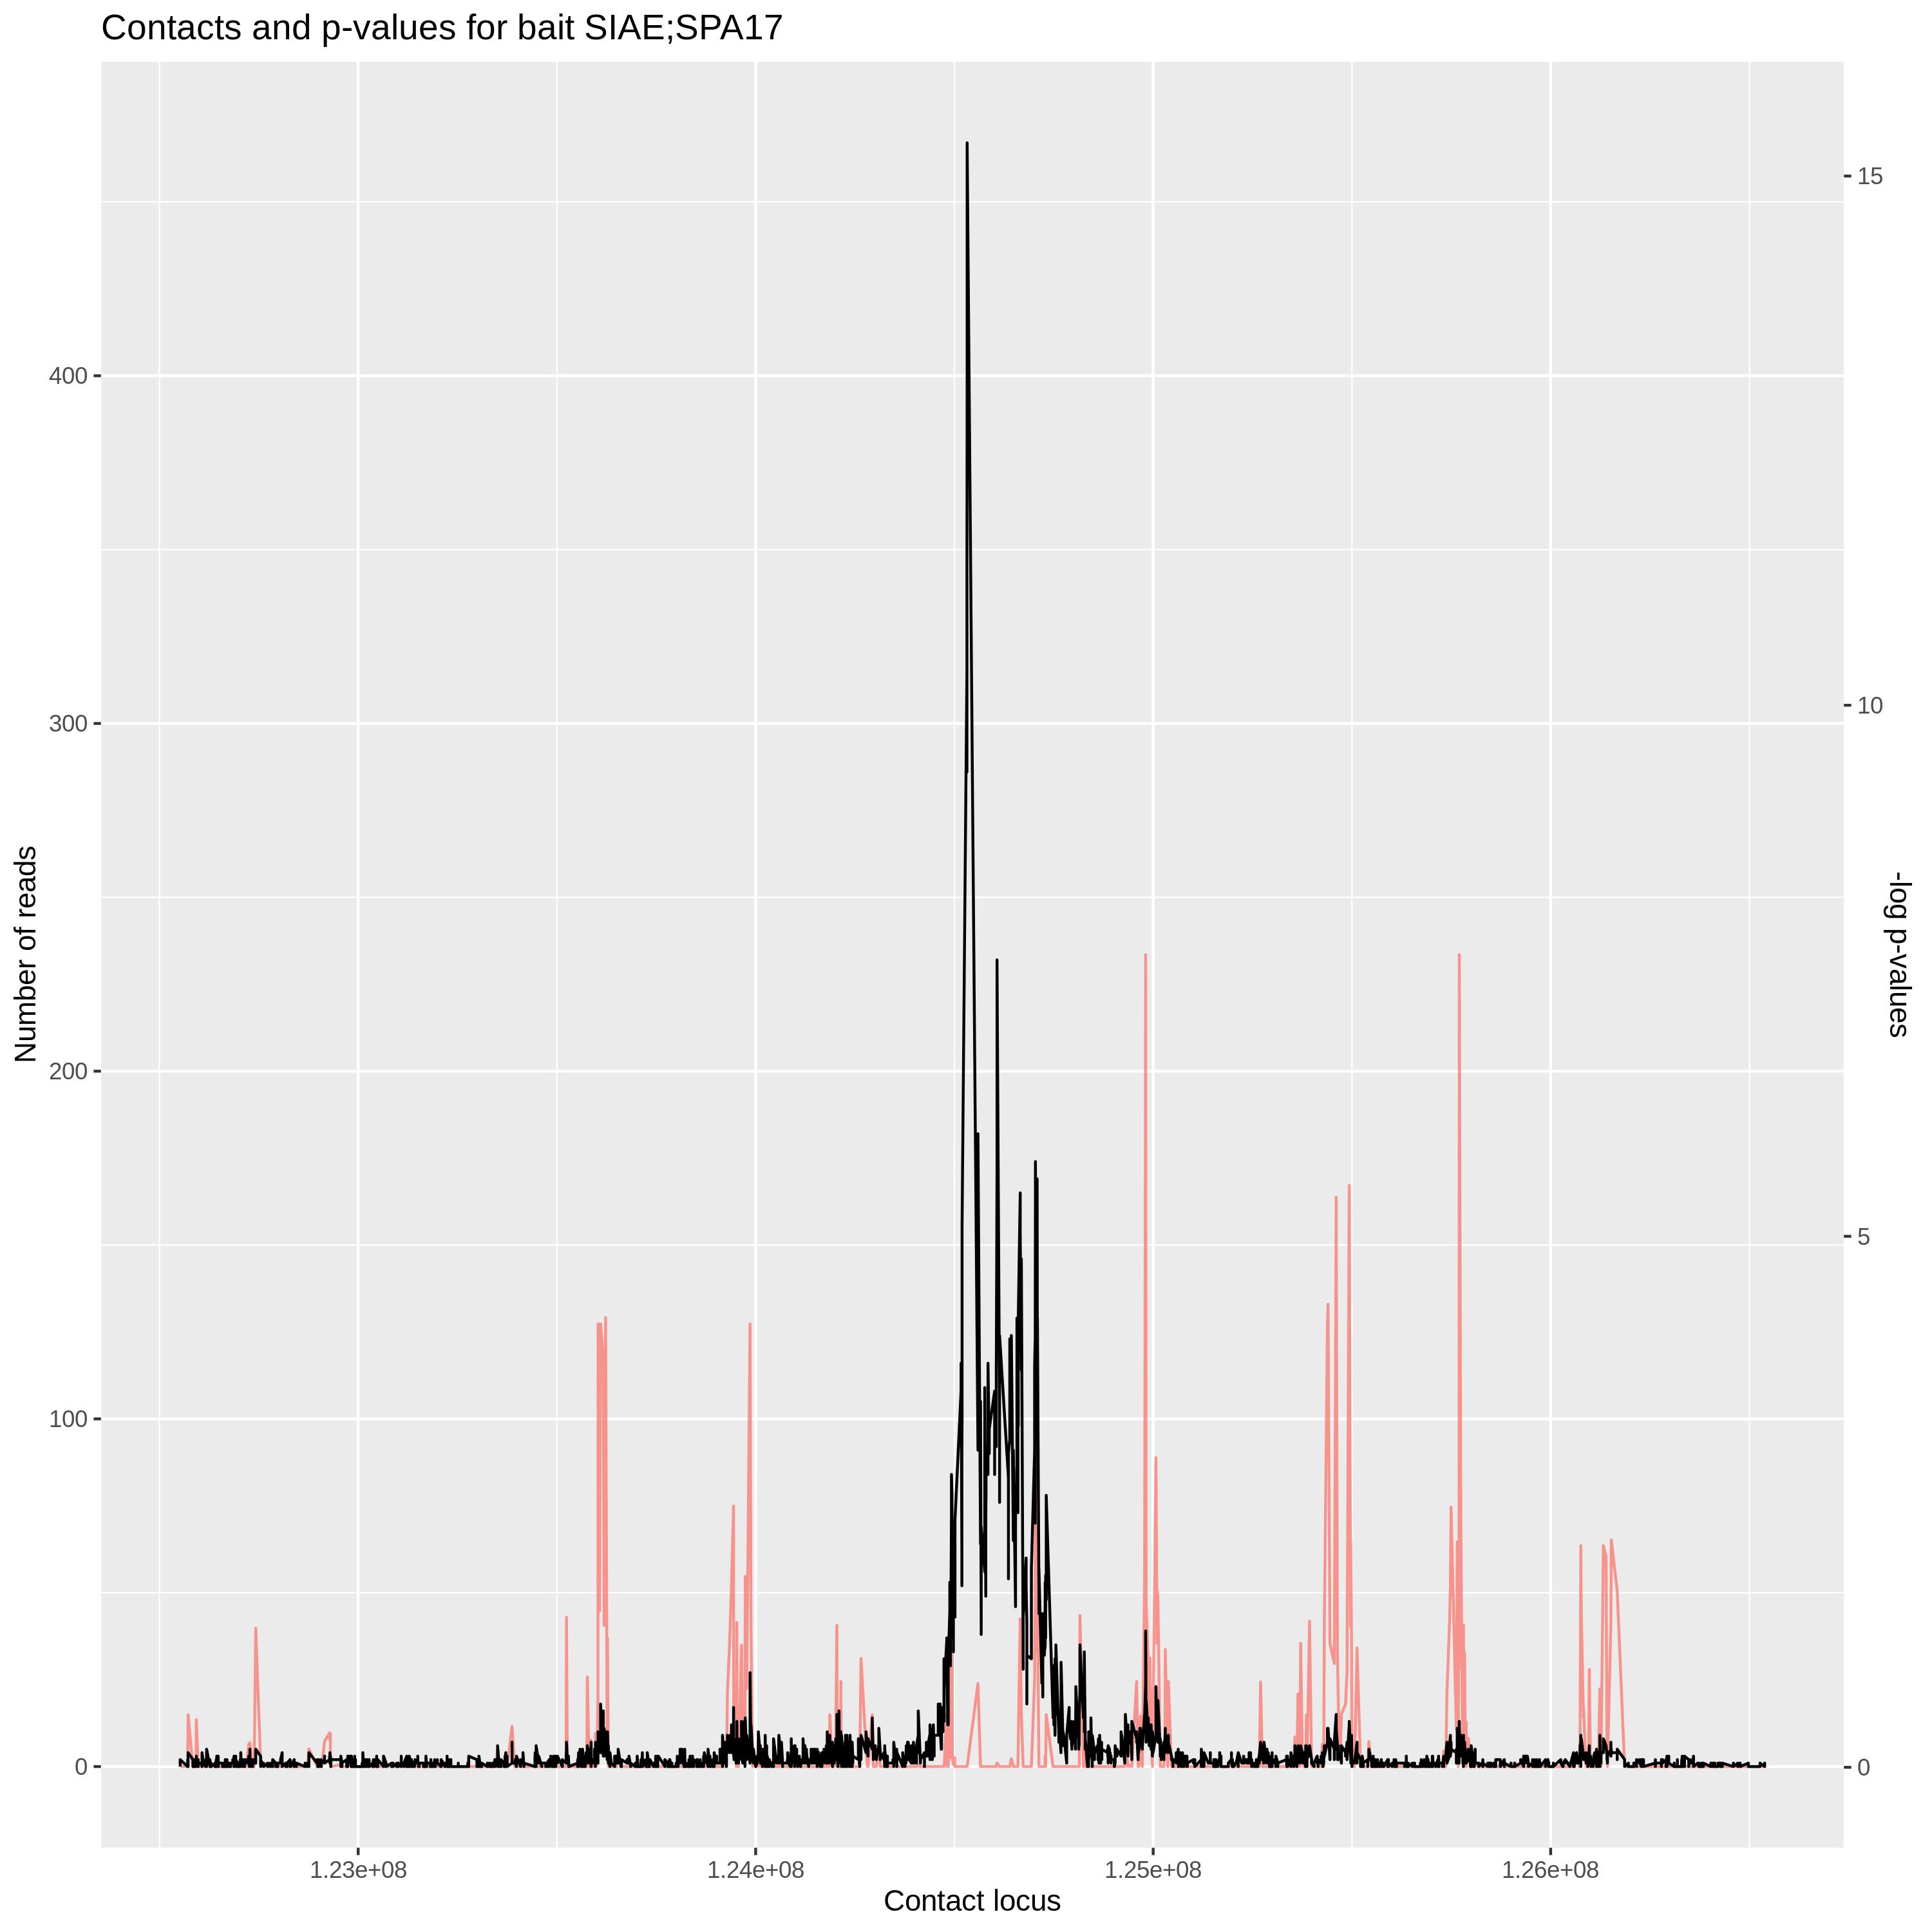 Contacts and p-values for bait SIAE;SPA17
Number of reads
400
300
200
100
0
15
10
5
0
-log p-values
1.23e+08
1.24e+08
1.25e+08
1.26e+08
Contact locus